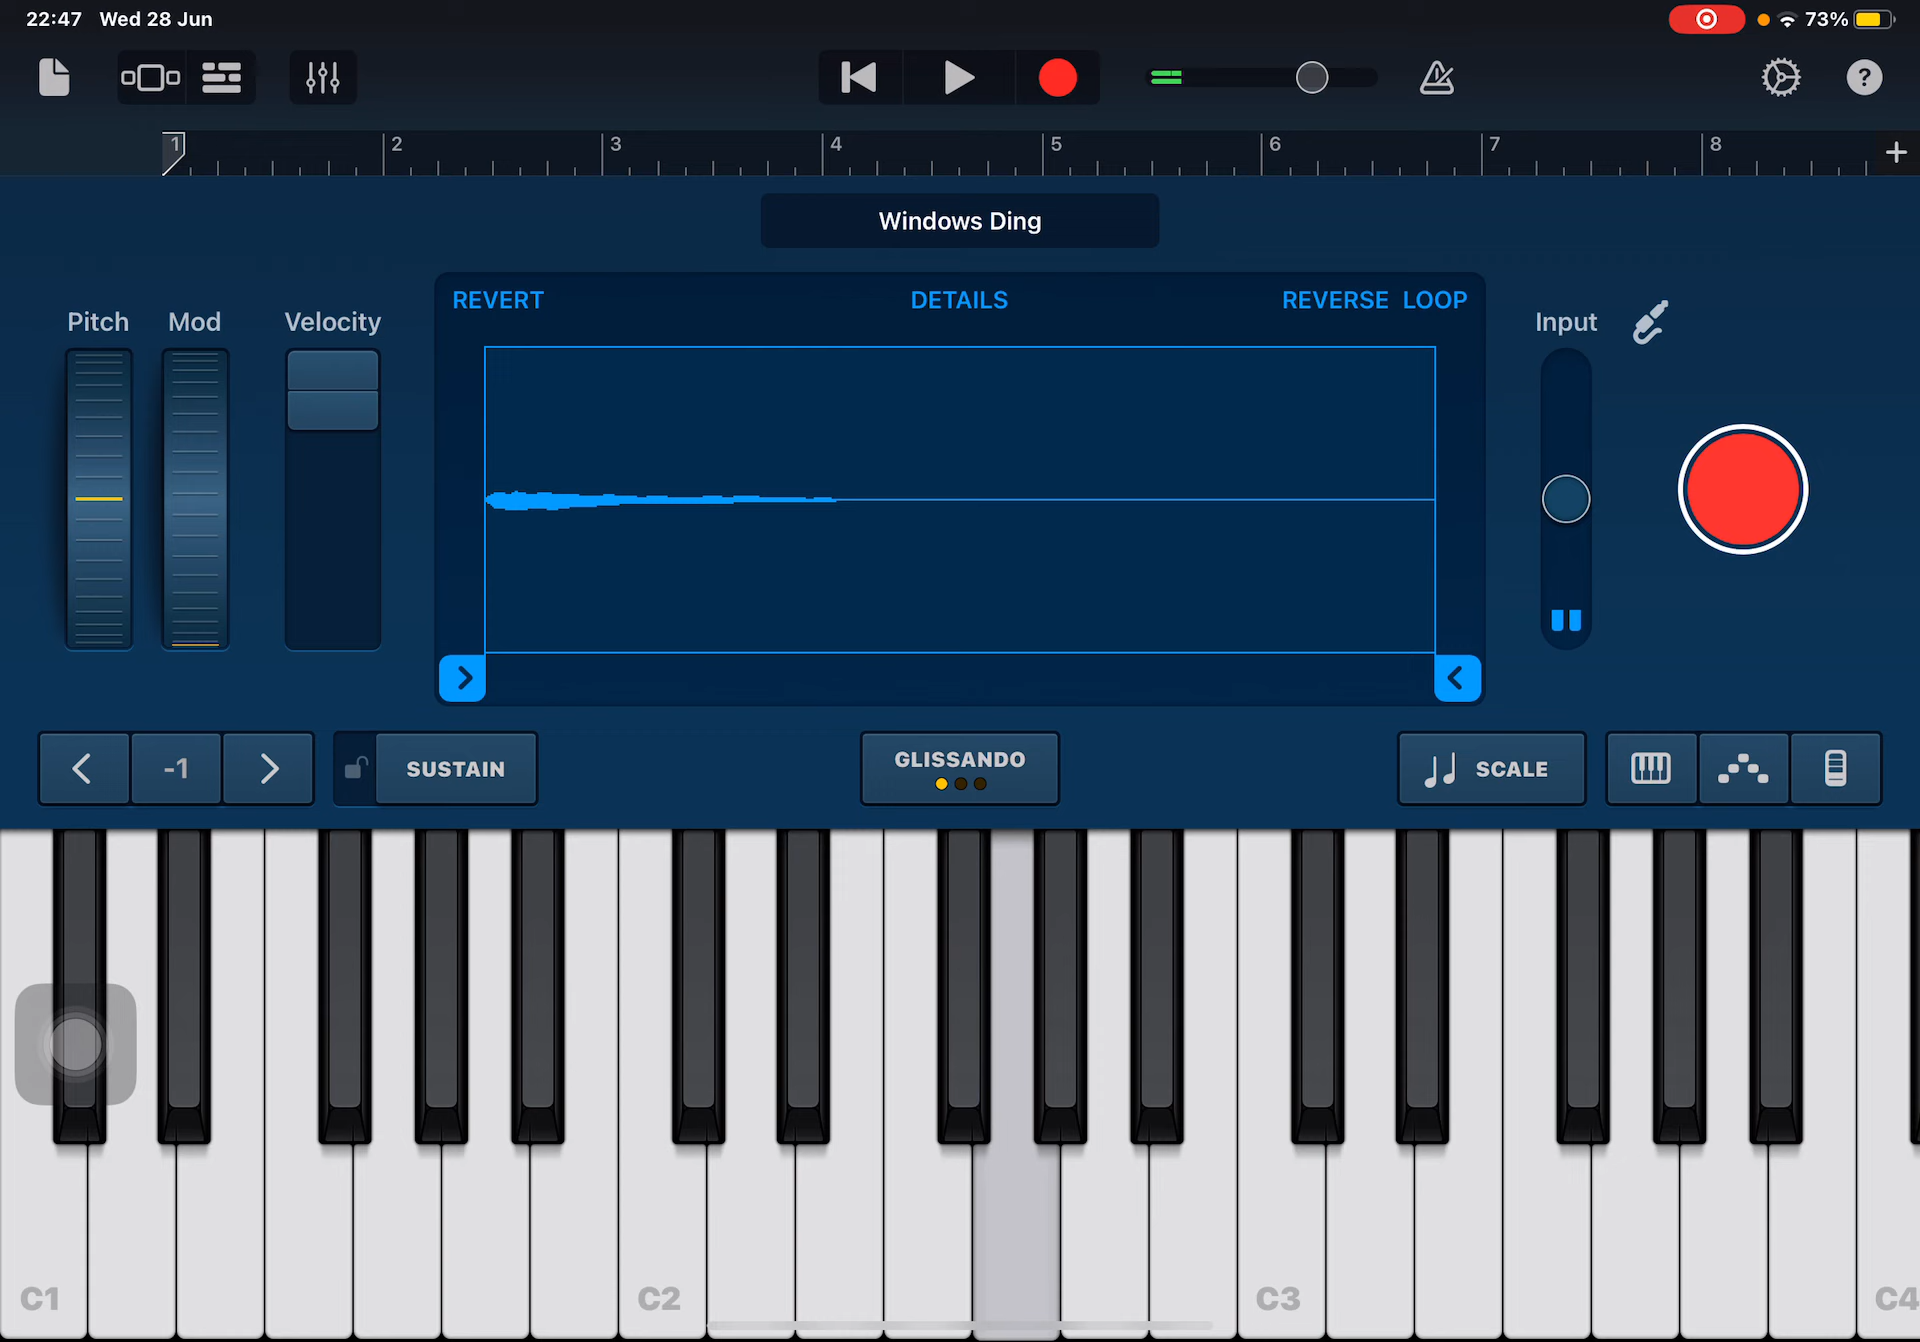 22:47 Wed 28 Jun
73%
1 2 3 4 5 6 7 8
Windows Ding
REVERT DETAILS REVERSE LOOP
Pitch Mod Velocity Input
-1 SUSTAIN GLISSANDO SCALE
C1 C2 C3 C4